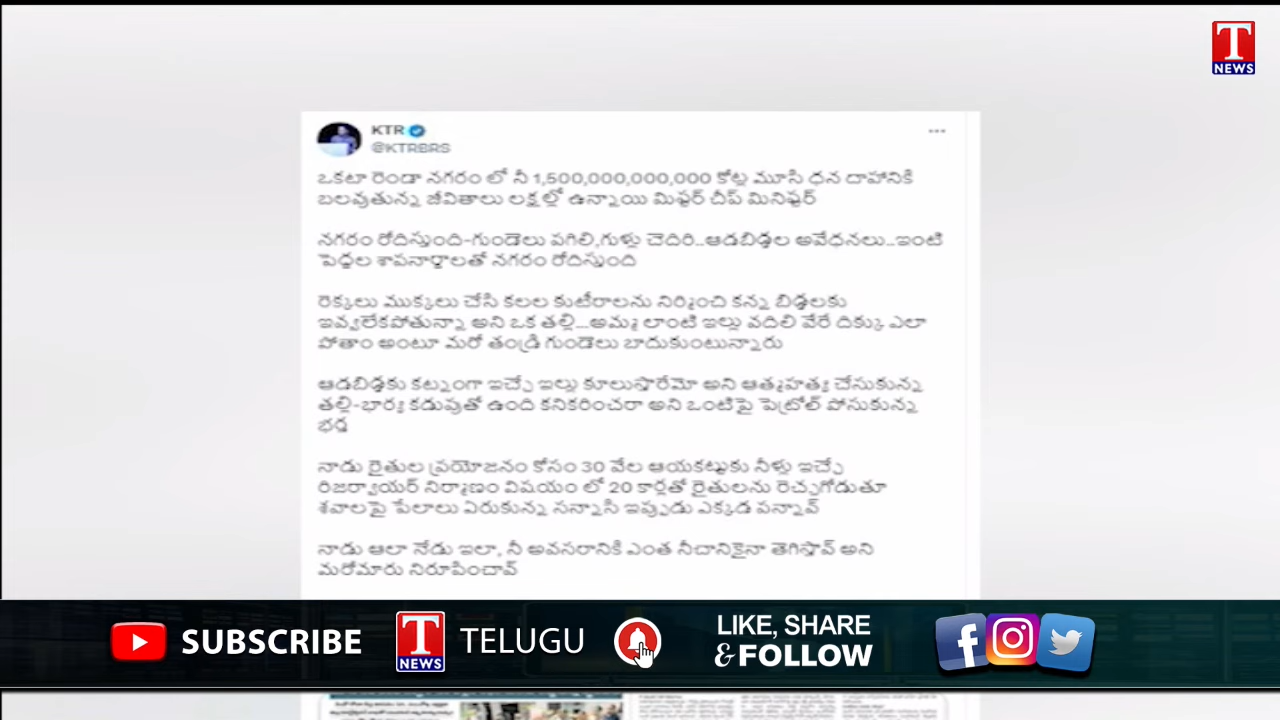 T
NEWS
KTR
@KTRBRS
ఒకటా రెండా నగరం లో నీ 1,500,000,000,000 కోట్ల మూసీ ధన దాహానికి
బలవుతున్న జీవితాలు లక్షల్లో ఉన్నాయి మిష్టర్ చీప్ మినిష్టర్
నగరం రోదిస్తుంది-గుండెలు పగిలి,గుళ్లు చెదిరి..ఆడబిడ్డల అవేధనలు..ఇంటి
పెద్దల శాపనార్థాలతో నగరం రోదిస్తుంది
రెక్కలు ముక్కలు చేసి కలల కుటీరాలను నిర్మించి కన్న బిడ్డలకు
ఇవ్వలేకపోతున్నా అని ఒక తల్లి...అమ్మ లాంటి ఇల్లు వదిలి వేరే దిక్కు ఎలా
పోతాం అంటూ మరో తండ్రి గుండెలు బాదుకుంటున్నారు
ఆడబిడ్డకు కట్నంగా ఇచ్చే ఇల్లు కూలుస్తారేమో అని ఆత్మహత్య చేసుకున్న
తల్లి-భార్య కడుపుతో ఉంది కనికరించరా అని ఒంటిపై పెట్రోల్ పోసుకున్న
భర్త
నాడు రైతుల ప్రయోజనం కోసం 30 వేల ఆయకట్టుకు నీళ్లు ఇచ్చే
రిజర్వాయర్ నిర్మాణం విషయం లో 20 కార్లతో రైతులను రెచ్చగోడుతూ
శవాలపై పేలాలు ఏరుకున్న సన్నాసి ఇప్పుడు ఎక్కడ పన్నావ్
నాడు ఆలా నేడు ఇలా, నీ అవసరానికి ఎంత నీచానికైనా తెగిస్తావ్ అని
మరోమారు నిరూపించావ్
SUBSCRIBE
T
NEWS
TELUGU
LIKE, SHARE
& FOLLOW